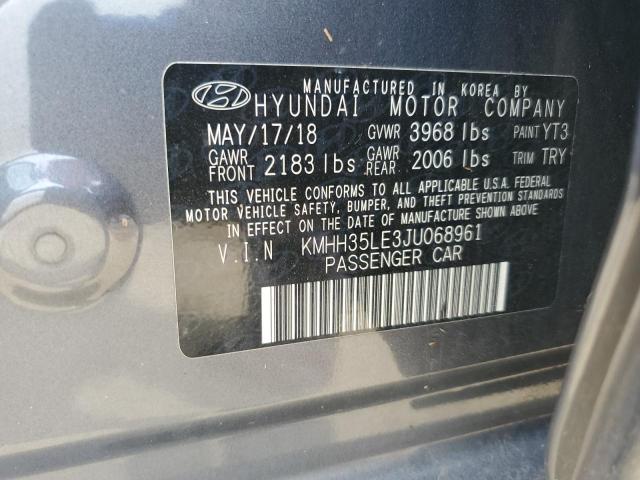 MANUFACTURED IN KOREA BY
HYUNDAI MOTOR COMPANY
MAY/17/18 GVWR 3968 lbs PAINT YT3
GAWR FRONT 2183 lbs GAWR REAR 2006 lbs TRIM TRY
THIS VEHICLE CONFORMS TO ALL APPLICABLE U.S.A. FEDERAL
MOTOR VEHICLE SAFETY, BUMPER, AND THEFT PREVENTION STANDARDS
IN EFFECT ON THE DATE OF MANUFACTURE SHOWN ABOVE.
V.I.N KMHH35LE3JU068961
PASSENGER CAR